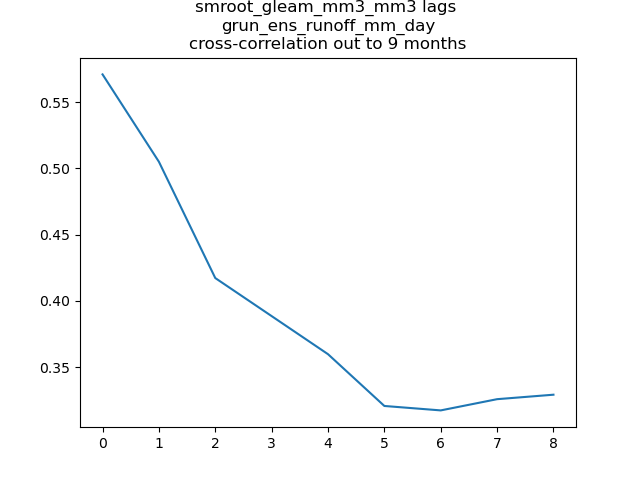 smroot_gleam_mm3_mm3 lags
grun_ens_runoff_mm_day
cross-correlation out to 9 months
0.55
0.50
0.45
0.40
0.35
0 1 2 3 4 5 6 7 8